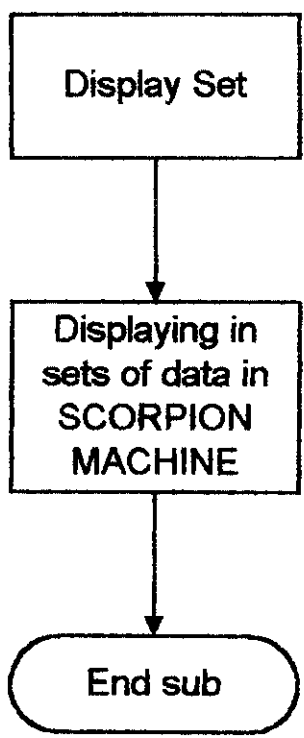 Display Set
Displaying in
sets of data in
SCORPION
MACHINE
End sub